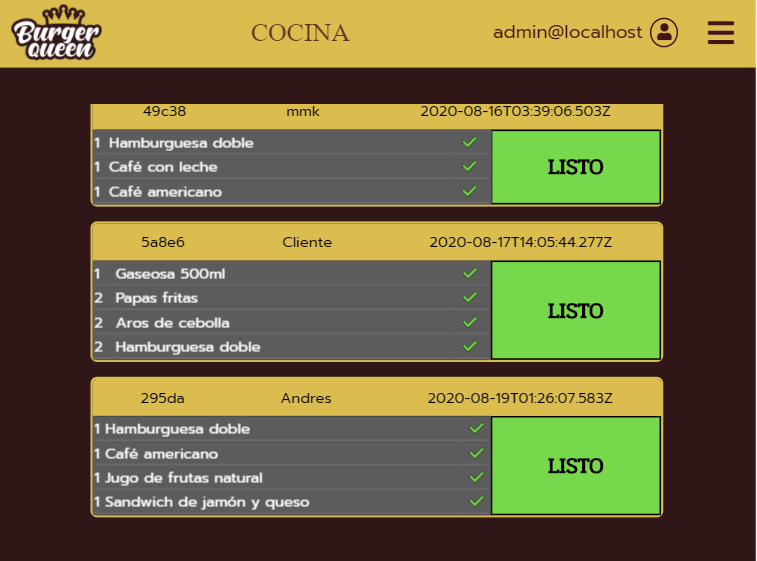 Burger
QUEEN
COCINA
admin@localhost
49c38 mmk 2020-08-16T03:39:06.503Z
1 Hamburguesa doble
1 Café con leche
1 Café americano
LISTO
5a8e6 Cliente 2020-08-17T14:05:44.277Z
1 Gaseosa 500ml
2 Papas fritas
2 Aros de cebolla
2 Hamburguesa doble
LISTO
295da Andres 2020-08-19T01:26:07.583Z
1 Hamburguesa doble
1 Café americano
1 Jugo de frutas natural
1 Sandwich de jamón y queso
LISTO